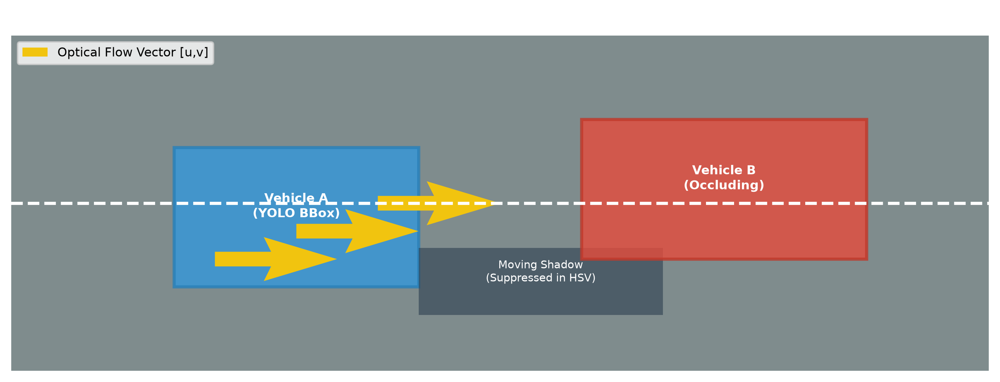 Optical Flow Vector [u,v]
Vehicle A
(YOLO BBox)
Vehicle B
(Occluding)
Moving Shadow
(Suppressed in HSV)